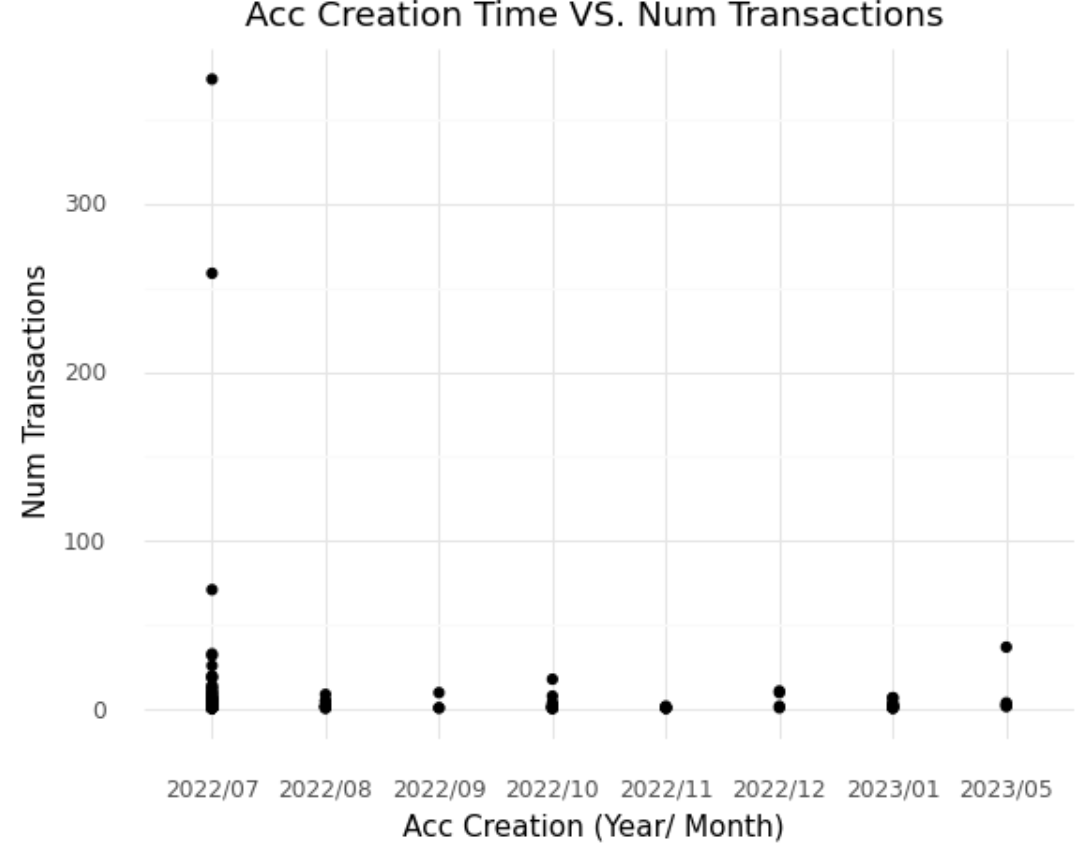 Acc Creation Time VS. Num Transactions
300
200
100
0
Num Transactions
2022/07 2022/08 2022/09 2022/10 2022/11 2022/12 2023/01 2023/05
Acc Creation (Year/ Month)